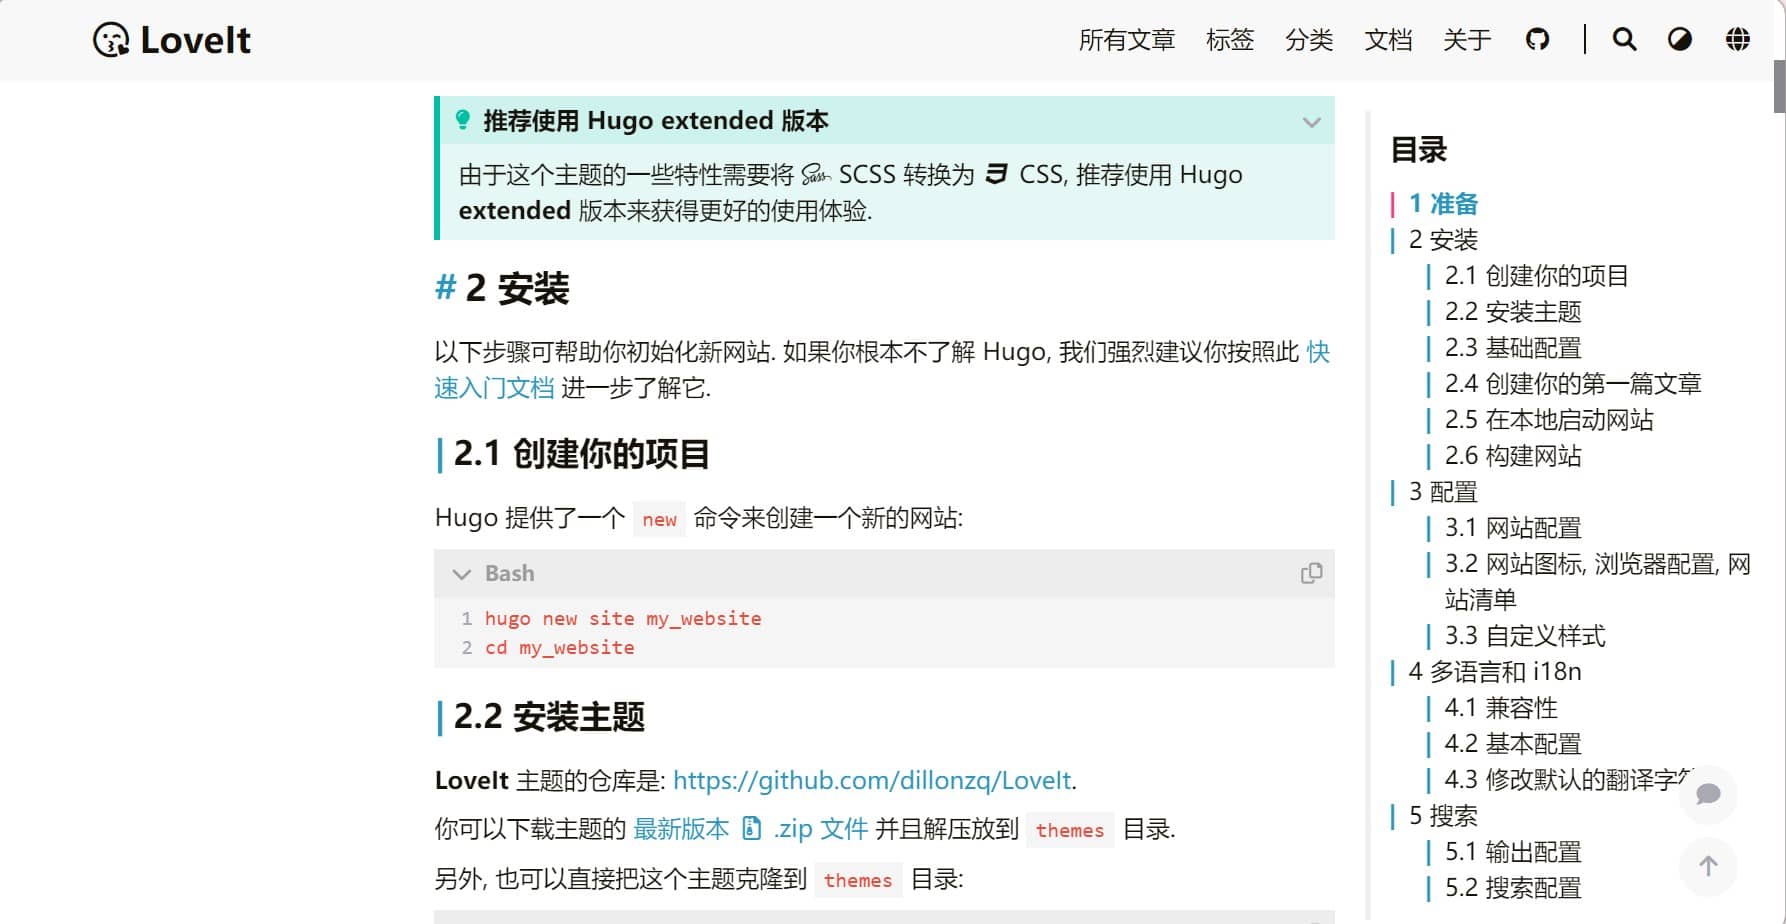 LoveIt
所有文章 标签 分类 文档 关于
推荐使用 Hugo extended 版本
由于这个主题的一些特性需要将 Sass SCSS 转换为 CSS, 推荐使用 Hugo
extended 版本来获得更好的使用体验.
# 2 安装
以下步骤可帮助你初始化新网站. 如果你根本不了解 Hugo, 我们强烈建议你按照此 快
速入门文档 进一步了解它.
2.1 创建你的项目
Hugo 提供了一个 new 命令来创建一个新的网站:
Bash
1 hugo new site my_website
2 cd my_website
2.2 安装主题
LoveIt 主题的仓库是: https://github.com/dillonzq/LoveIt.
你可以下载主题的 最新版本 .zip 文件 并且解压放到 themes 目录.
另外, 也可以直接把这个主题克隆到 themes 目录:
目录
1 准备
2 安装
2.1 创建你的项目
2.2 安装主题
2.3 基础配置
2.4 创建你的第一篇文章
2.5 在本地启动网站
2.6 构建网站
3 配置
3.1 网站配置
3.2 网站图标, 浏览器配置, 网
站清单
3.3 自定义样式
4 多语言和 i18n
4.1 兼容性
4.2 基本配置
4.3 修改默认的翻译字
5 搜索
5.1 输出配置
5.2 搜索配置